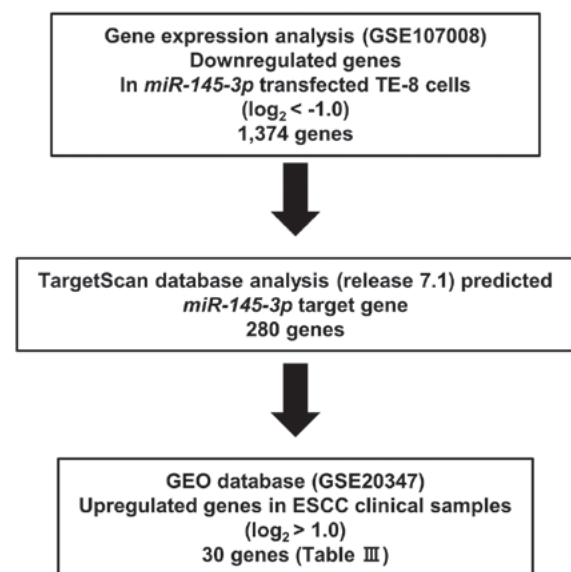 Gene expression analysis (GSE107008)
Downregulated genes
In miR-145-3p transfected TE-8 cells
(log₂ < -1.0)
1,374 genes
TargetScan database analysis (release 7.1) predicted
miR-145-3p target gene
280 genes
GEO database (GSE20347)
Upregulated genes in ESCC clinical samples
(log₂ > 1.0)
30 genes (Table Ⅲ)